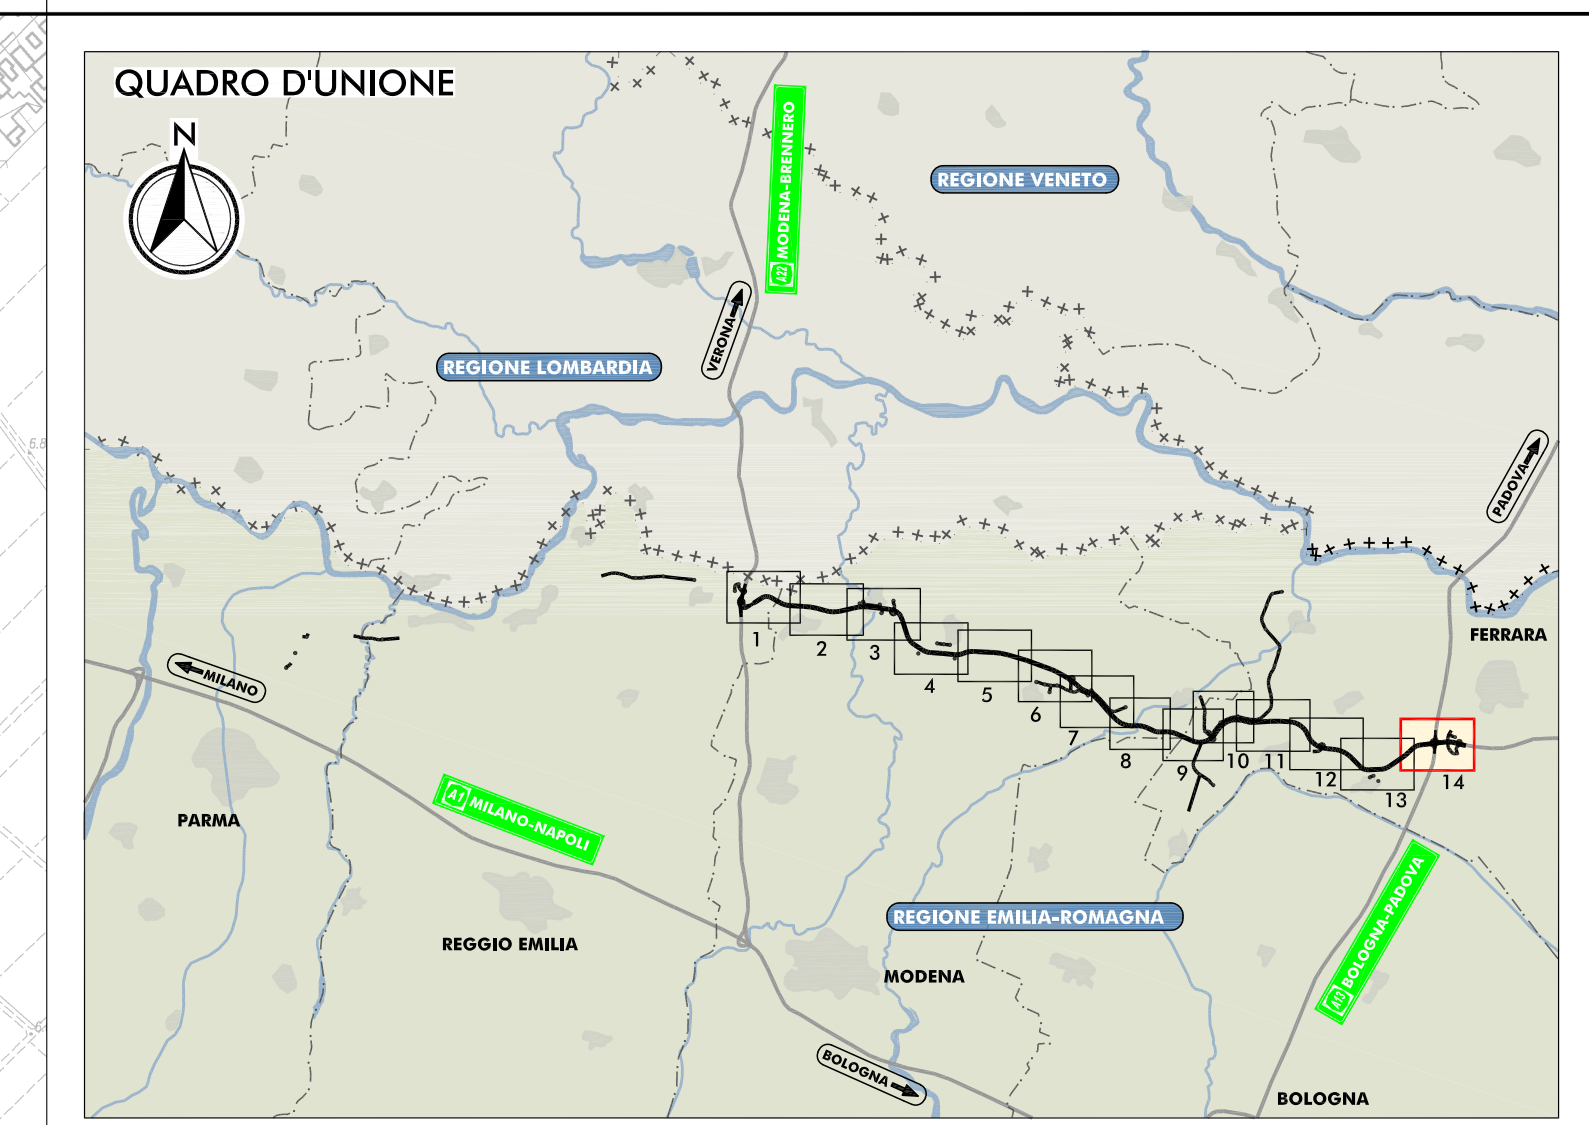 QUADRO D'UNIONE
N
A22 MODENA-BRENNERO
REGIONE VENETO
VERONA
REGIONE LOMBARDIA
PADOVA
FERRARA
MILANO
1
2
3
4
5
6
7
8
9
10
11
12
13
14
PARMA
A1 MILANO-NAPOLI
REGGIO EMILIA
MODENA
REGIONE EMILIA-ROMAGNA
A13 BOLOGNA-PADOVA
BOLOGNA
BOLOGNA